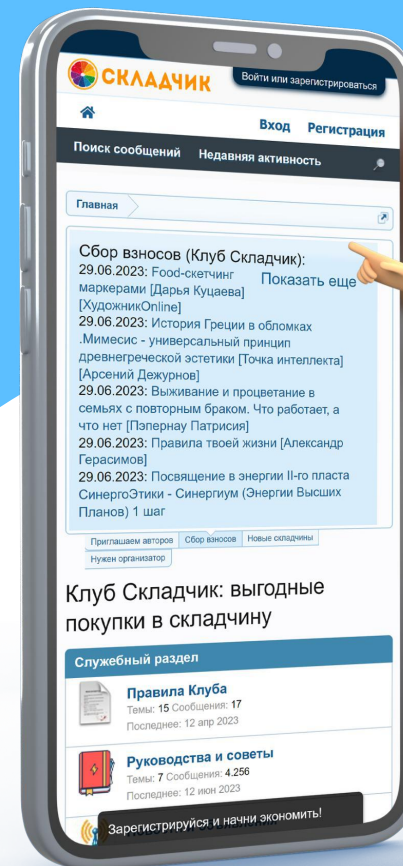 СКЛАДЧИК
Войти или зарегистрироваться
Вход Регистрация
Поиск сообщений Недавняя активность
Главная
Сбор взносов (Клуб Складчик):
29.06.2023: Food-скетчинг
Показать еще
маркерами [Дарья Куцаева]
[ХудожникOnline]
29.06.2023: История Греции в обломках
.Мимесис - универсальный принцип
древнегреческой эстетики [Точка интеллекта]
[Арсений Дежурнов]
29.06.2023: Выживание и процветание в
семьях с повторным браком. Что работает, а
что нет [Пэпернау Патрисия]
29.06.2023: Правила твоей жизни [Александр
Герасимов]
29.06.2023: Посвящение в энергии II-го пласта
СинергоЭтики - Синергиум (Энергии Высших
Планов) 1 шаг
Приглашаем авторов Сбор взносов Новые складчины
Нужен организатор
Клуб Складчик: выгодные
покупки в складчину
Служебный раздел
Правила Клуба
Темы: 15 Сообщения: 17
Последнее: 12 апр 2023
Руководства и советы
Темы: 7 Сообщения: 4.256
Последнее: 12 июн 2023
Зарегистрируйся и начни экономить!